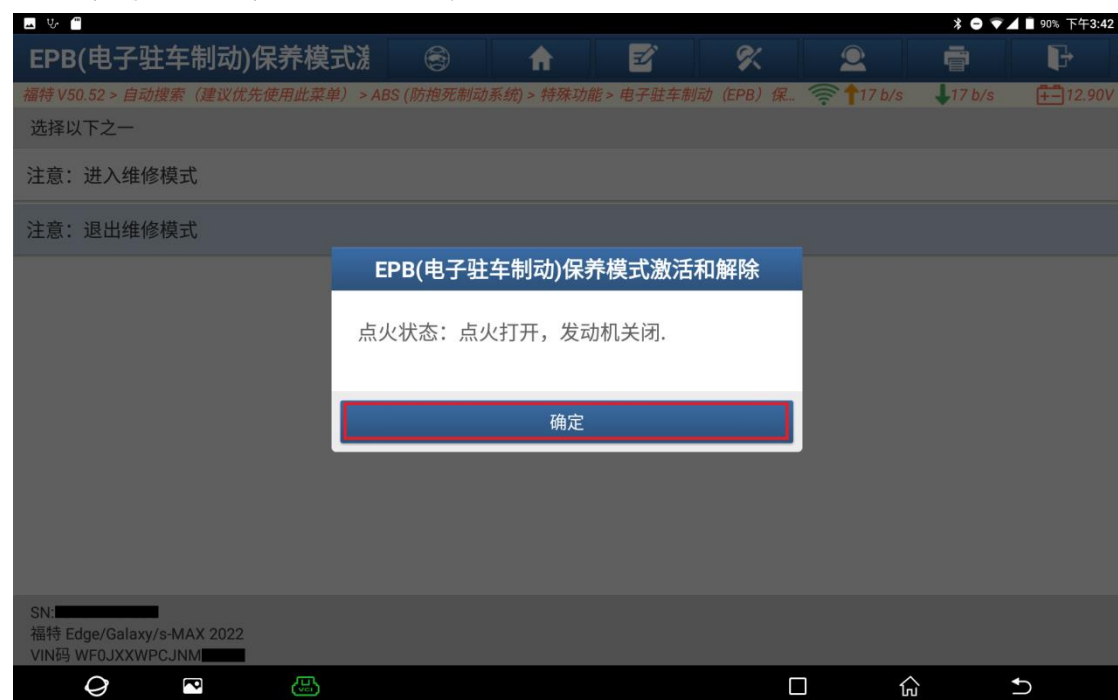 90% 下午3:42
EPB(电子驻车制动)保养模式激
福特 V50.52 > 自动搜索（建议优先使用此菜单）> ABS (防抱死制动系统) > 特殊功能 > 电子驻车制动（EPB）保... 17 b/s 17 b/s 12.90V
选择以下之一
注意：进入维修模式
注意：退出维修模式
EPB(电子驻车制动)保养模式激活和解除
点火状态：点火打开，发动机关闭.
确定
SN:
福特 Edge/Galaxy/s-MAX 2022
VIN码 WF0JXXWPCJNM
VCI